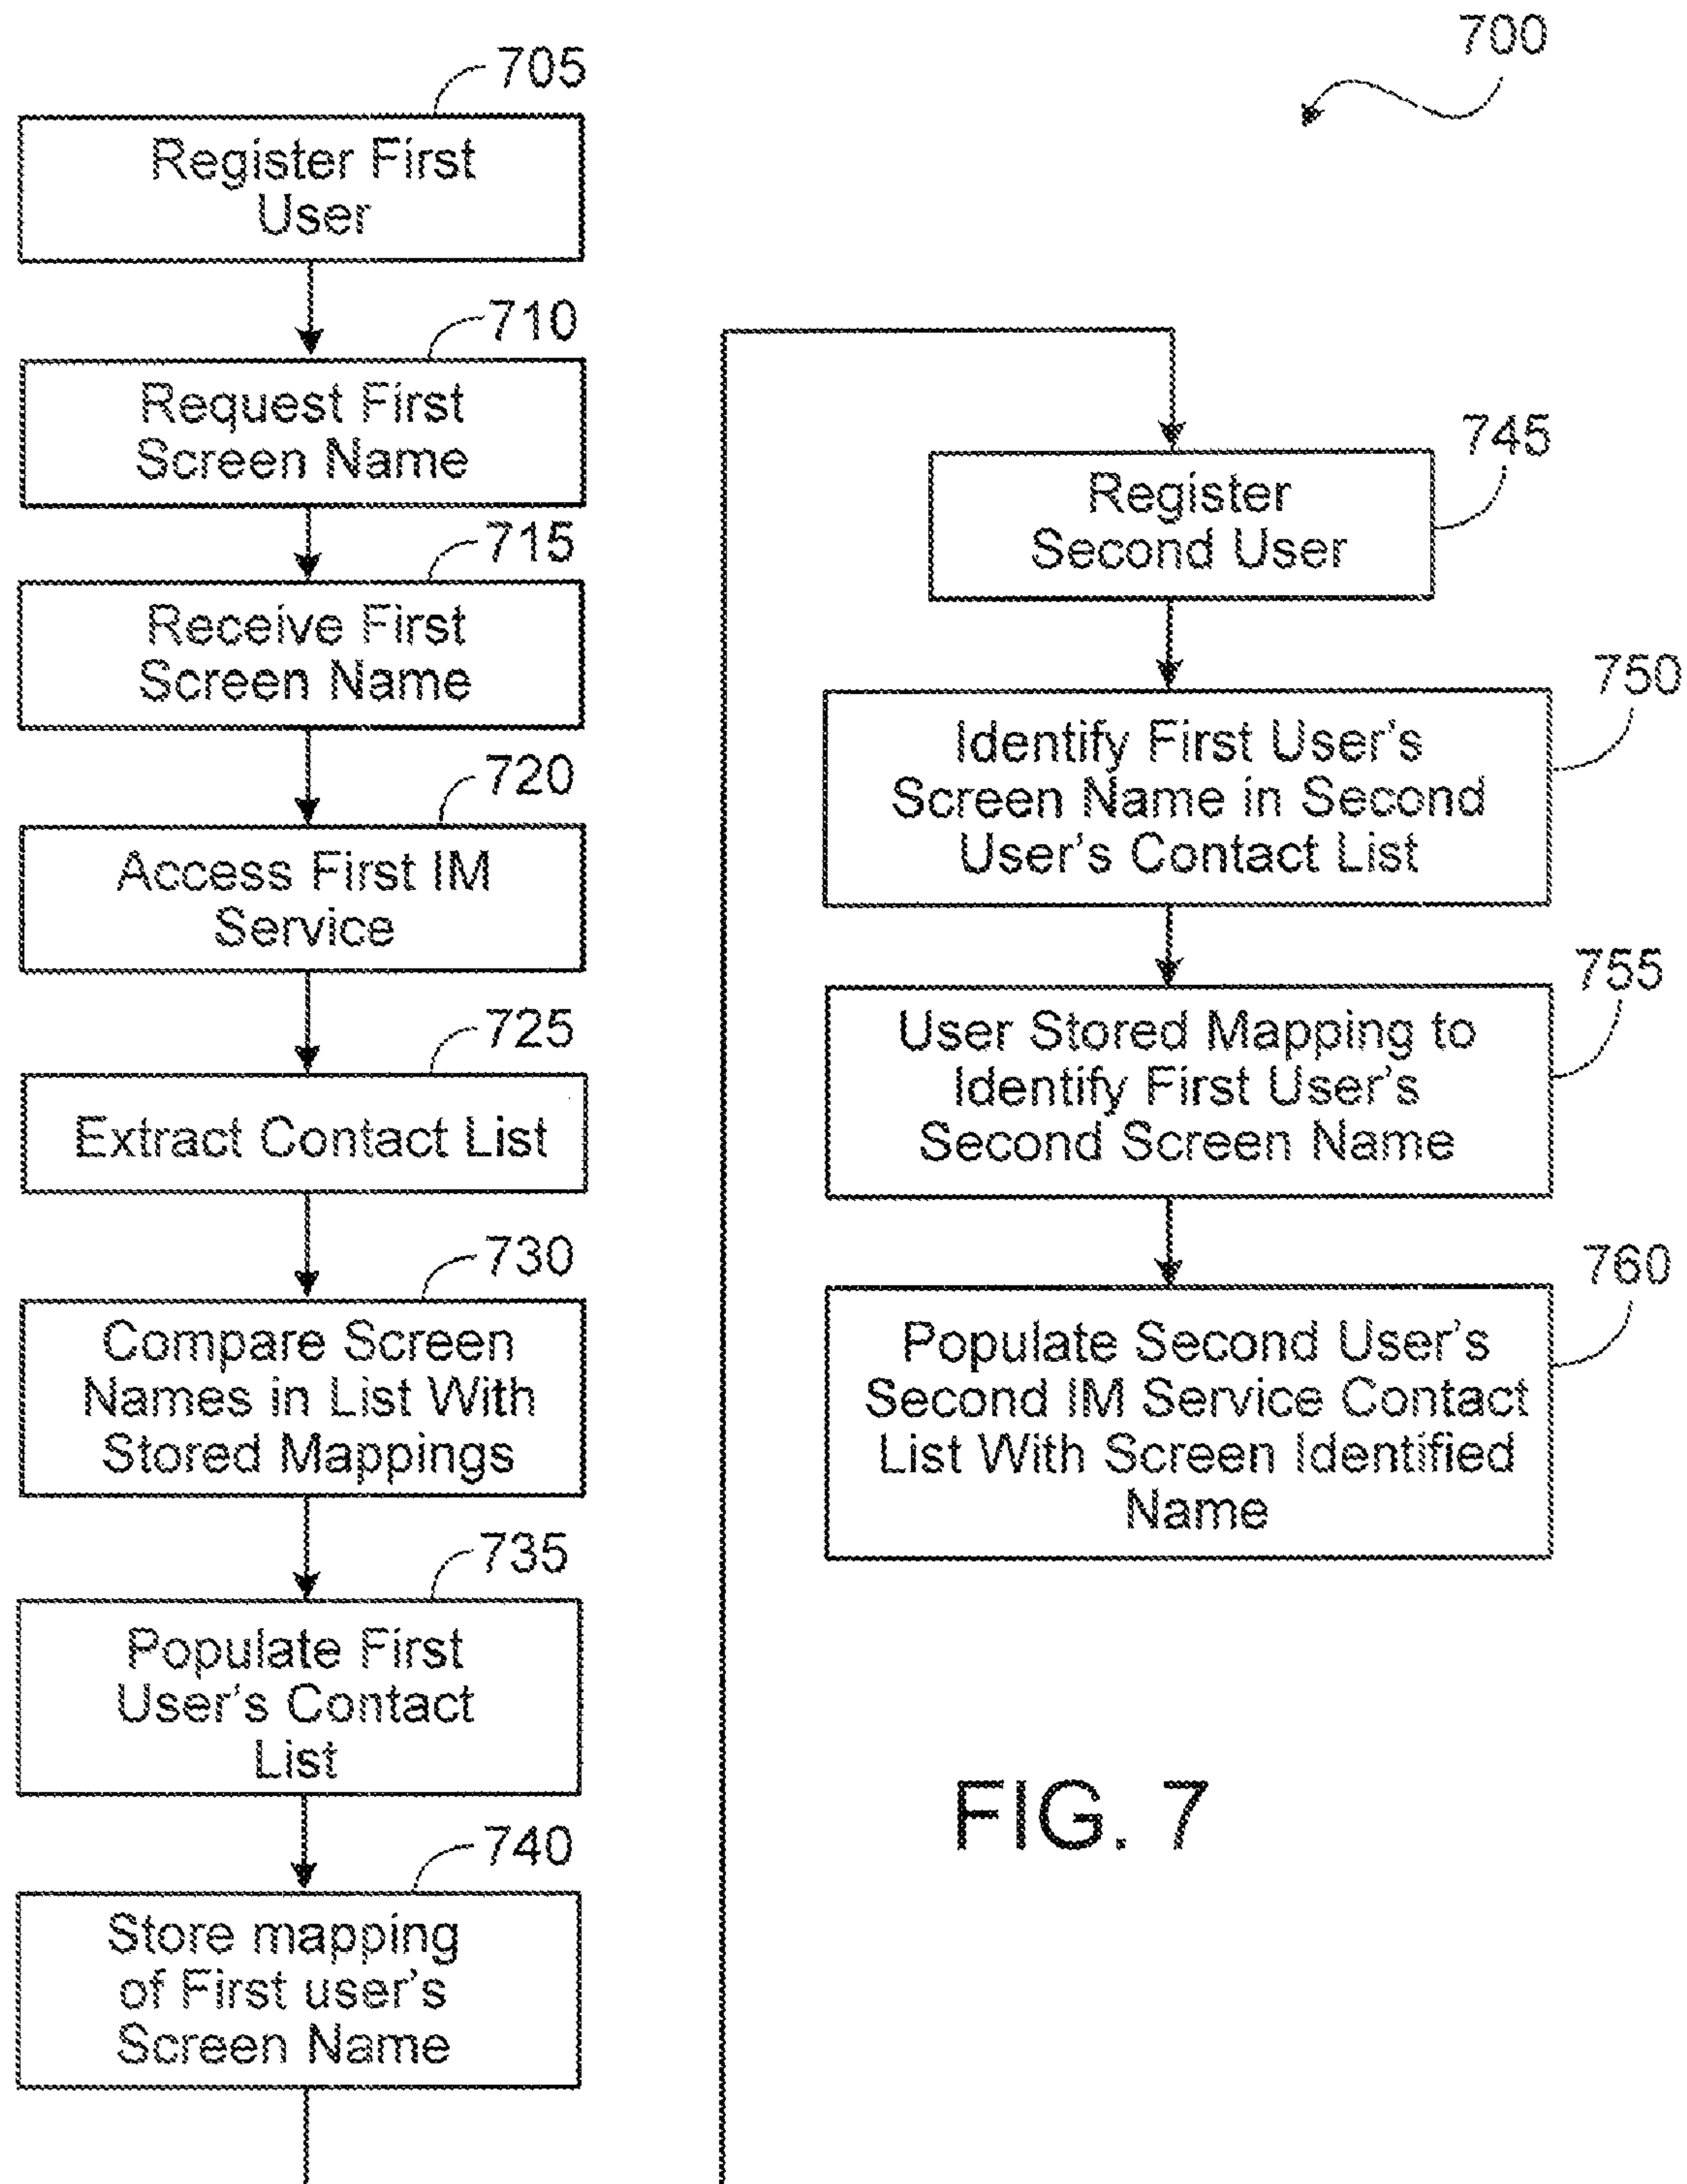 700
705
Register First
User
710
Request First
Screen Name
715
Receive First
Screen Name
720
Access First IM
Service
725
Extract Contact List
730
Compare Screen
Names in List With
Stored Mappings
735
Populate First
User's Contact
List
740
Store mapping
of First user's
Screen Name
745
Register
Second User
750
Identify First User's
Screen Name in Second
User's Contact List
755
User Stored Mapping to
Identify First User's
Second Screen Name
760
Populate Second User's
Second IM Service Contact
List With Screen Identified
Name
FIG. 7